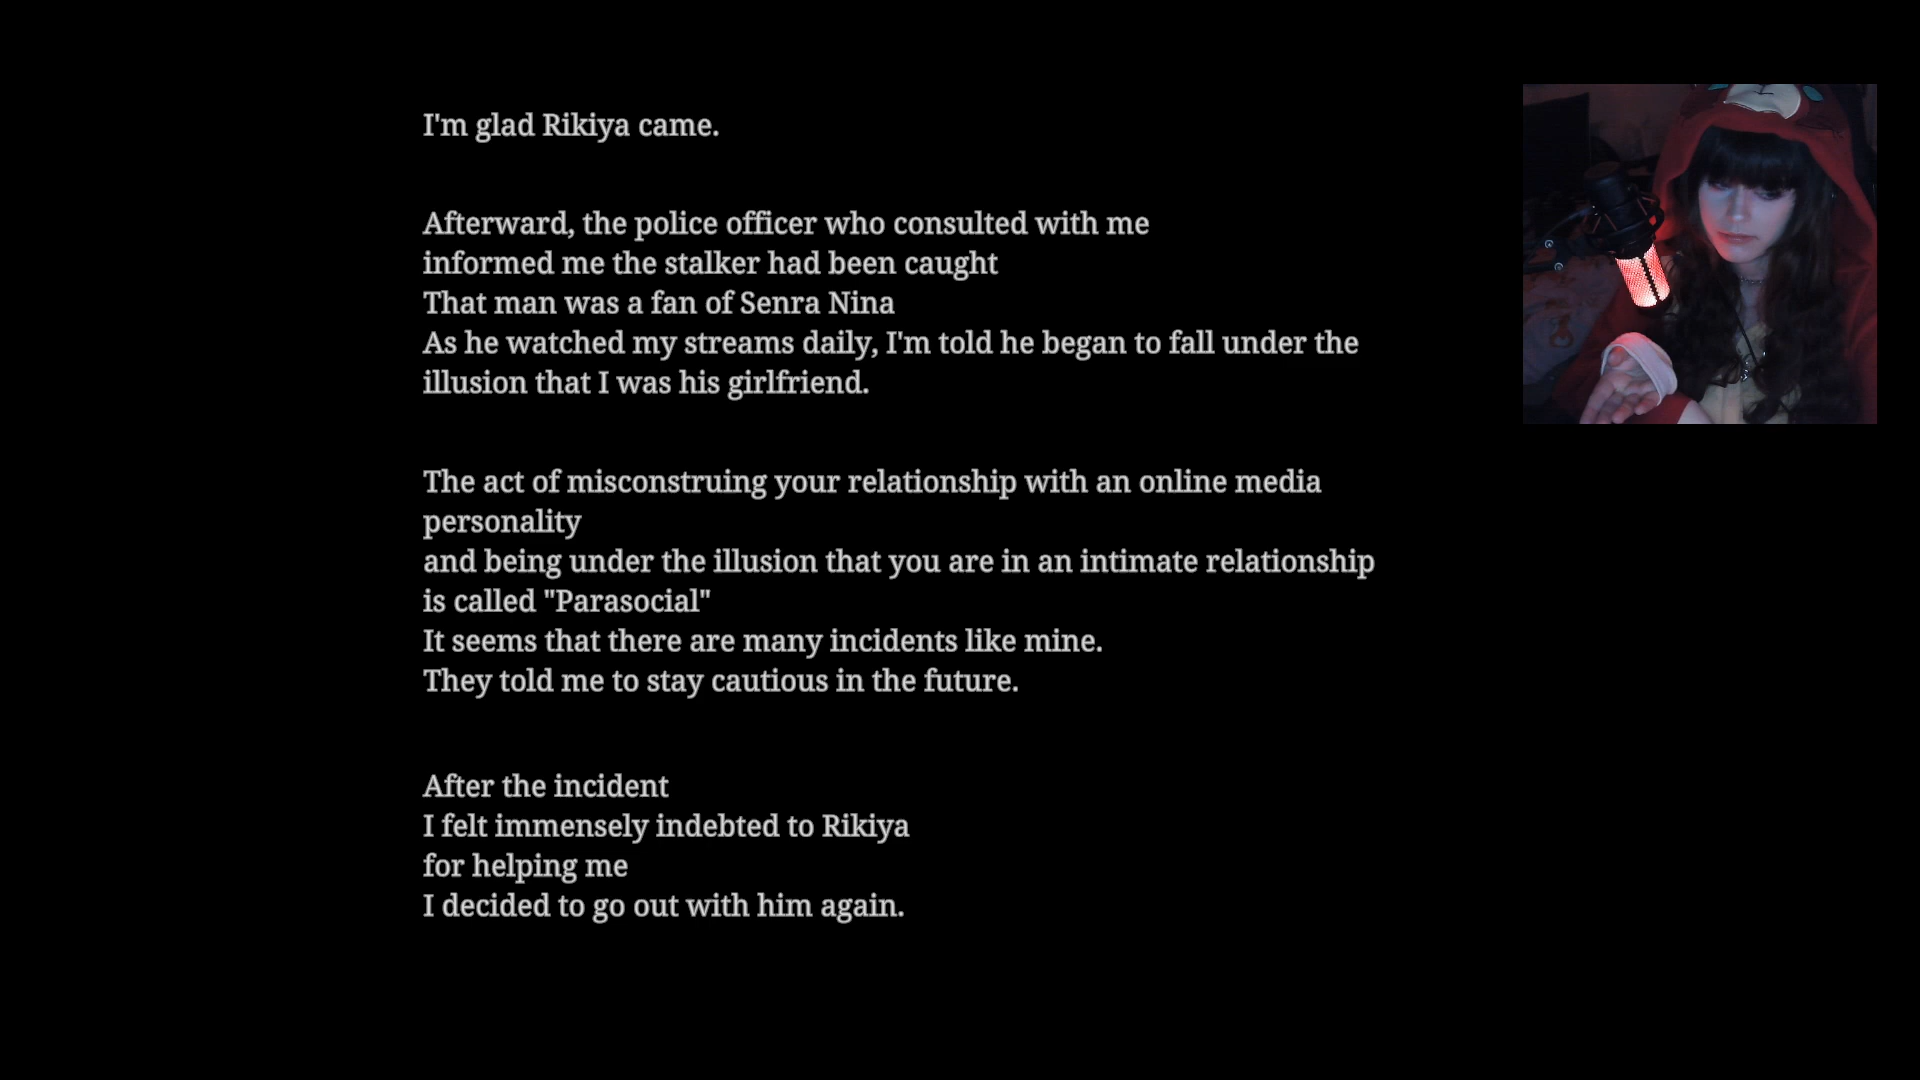 I'm glad Rikiya came.
Afterward, the police officer who consulted with me
informed me the stalker had been caught
That man was a fan of Senra Nina
As he watched my streams daily, I'm told he began to fall under the
illusion that I was his girlfriend.
The act of misconstruing your relationship with an online media
personality
and being under the illusion that you are in an intimate relationship
is called "Parasocial"
It seems that there are many incidents like mine.
They told me to stay cautious in the future.
After the incident
I felt immensely indebted to Rikiya
for helping me
I decided to go out with him again.